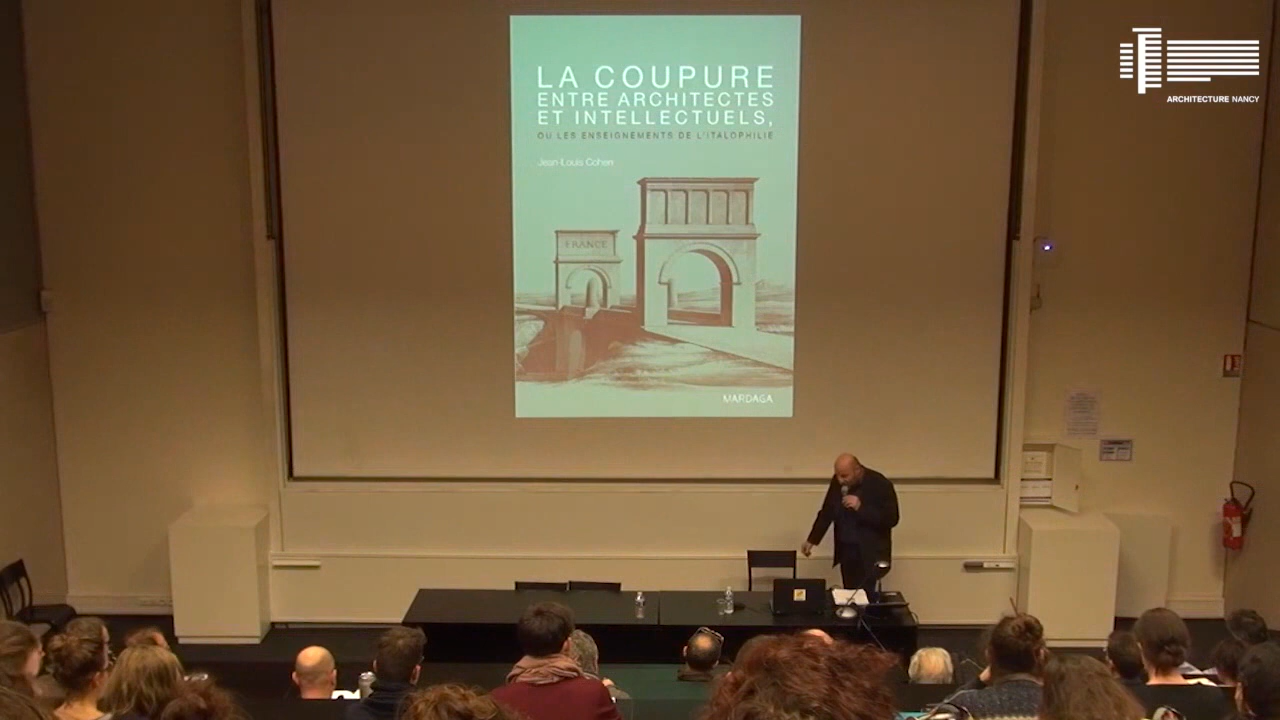 LA COUPURE
ENTRE ARCHITECTES
ET INTELLECTUELS,
OU LES ENSEIGNEMENTS DE L'ITALOPHILIE
Jean-Louis Cohen
FRANCE
MARDAGA
ARCHITECTURE NANCY